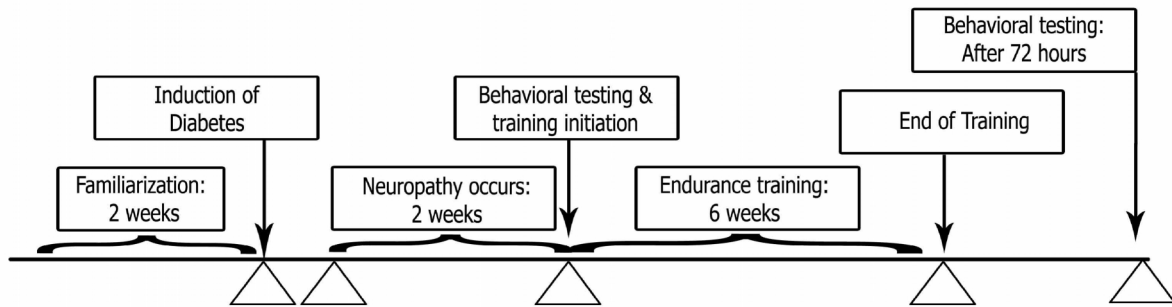 Familiarization:
2 weeks
Induction of
Diabetes
Neuropathy occurs:
2 weeks
Behavioral testing &
training initiation
Endurance training:
6 weeks
End of Training
Behavioral testing:
After 72 hours